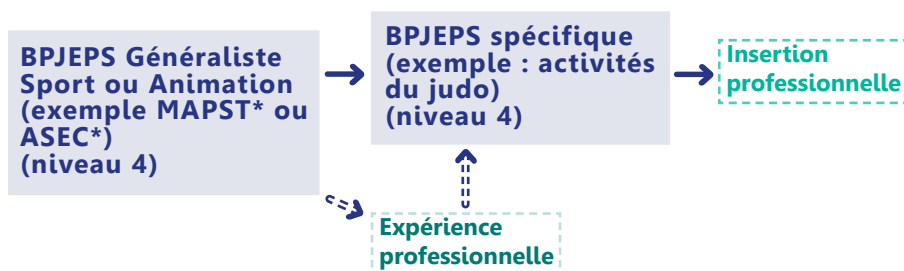 BPJEPS Généraliste
Sport ou Animation
(exemple MAPST* ou
ASEC*)
(niveau 4)
BPJEPS spécifique
(exemple : activités
du judo)
(niveau 4)
Insertion
professionnelle
Expérience
professionnelle